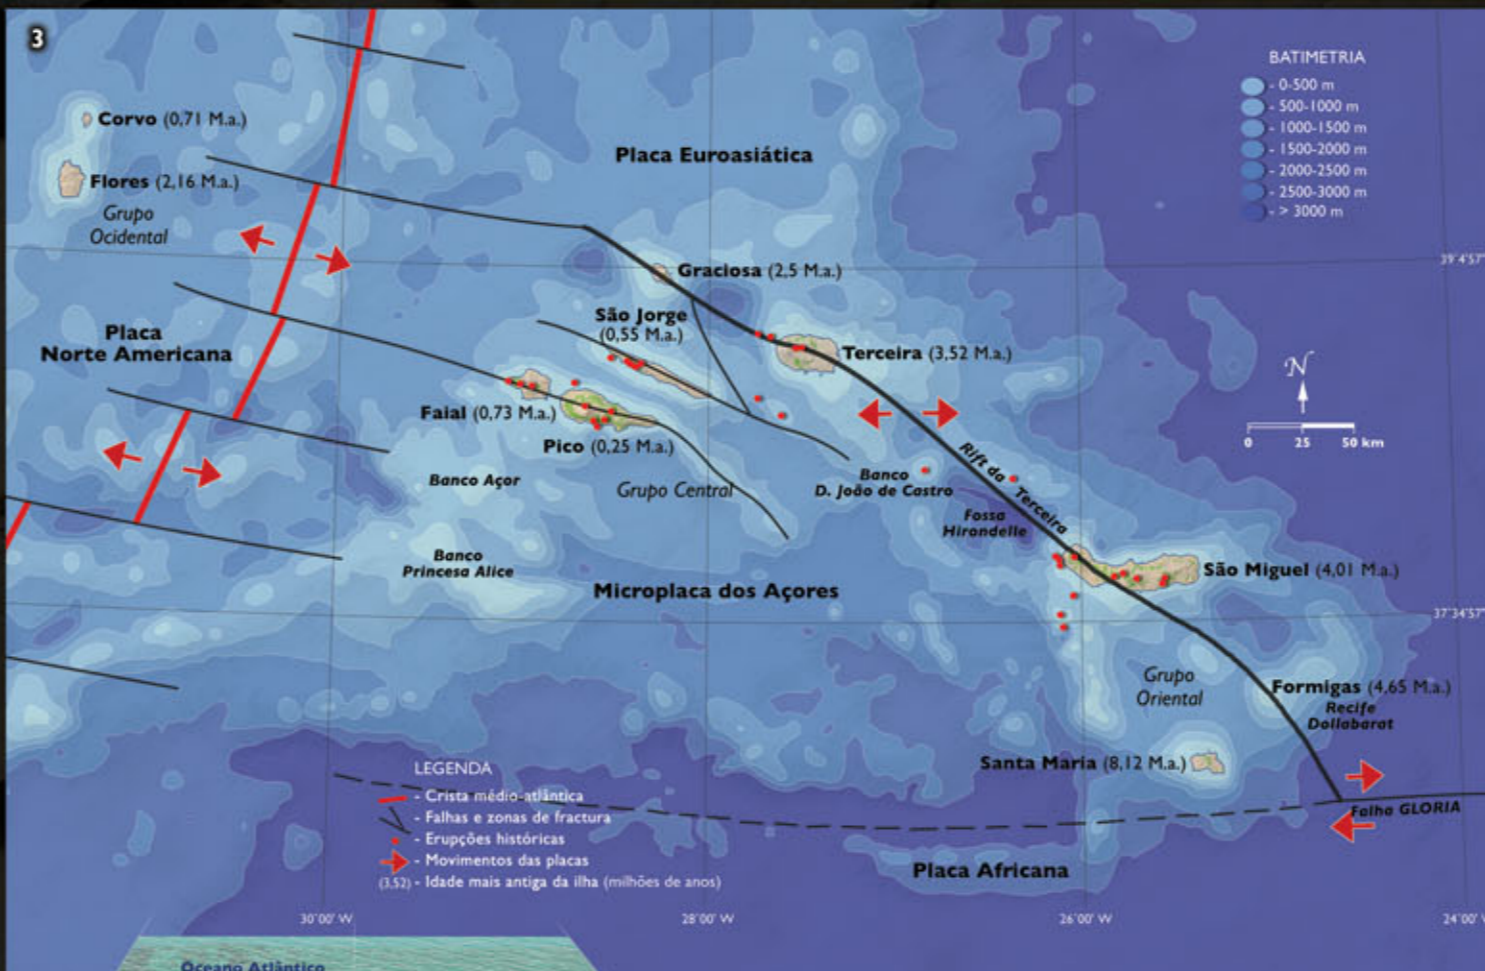 3
BATIMETRIA
- 0-500 m
- 500-1000 m
- 1000-1500 m
- 1500-2000 m
- 2000-2500 m
- 2500-3000 m
- > 3000 m
Corvo (0,71 M.a.)
Placa Euroasiática
Flores (2,16 M.a.)
Grupo
Ocidental
39°4'57"
Graciosa (2,5 M.a.)
São Jorge
(0,55 M.a.)
Placa
Norte Americana
Terceira (3,52 M.a.)
N
Faial (0,73 M.a.)
0 25 50 km
Pico (0,25 M.a.)
Rift da Terceira
Banco Açor
Grupo Central
Banco
D. João de Castro
Fossa
Hirondelle
Banco
Princesa Alice
São Miguel (4,01 M.a.)
Microplaca dos Açores
37°34'57"
Grupo
Oriental
Formigas (4,65 M.a.)
Recife
Dollabarat
Santa Maria (8,12 M.a.)
LEGENDA
- Crista médio-atlântica
- Falhas e zonas de fractura
- Erupções históricas
- Movimentos das placas
(3,52) - Idade mais antiga da ilha (milhões de anos)
Falha GLORIA
Placa Africana
30°00' W
28°00' W
26°00' W
24°00' W
Oceano Atlântico